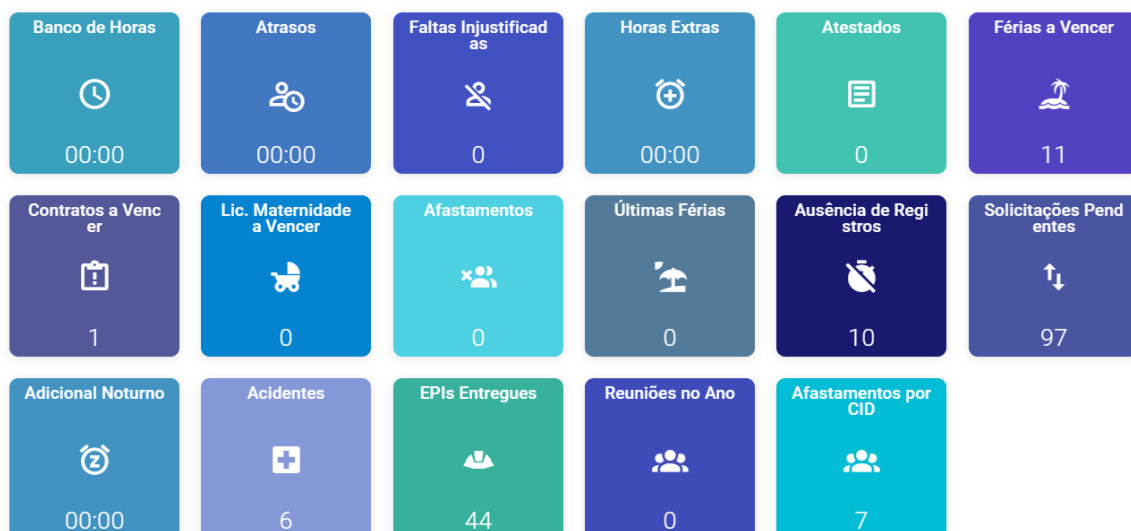 Banco de Horas
00:00
Atrasos
00:00
Faltas Injustificad
as
0
Horas Extras
00:00
Atestados
0
Férias a Vencer
11
Contratos a Venc
er
1
Lic. Maternidade
a Vencer
0
Afastamentos
0
Últimas Férias
0
Ausência de Regi
stros
10
Solicitações Pend
entes
97
Adicional Noturno
00:00
Acidentes
6
EPIs Entregues
44
Reuniões no Ano
0
Afastamentos por
CID
7